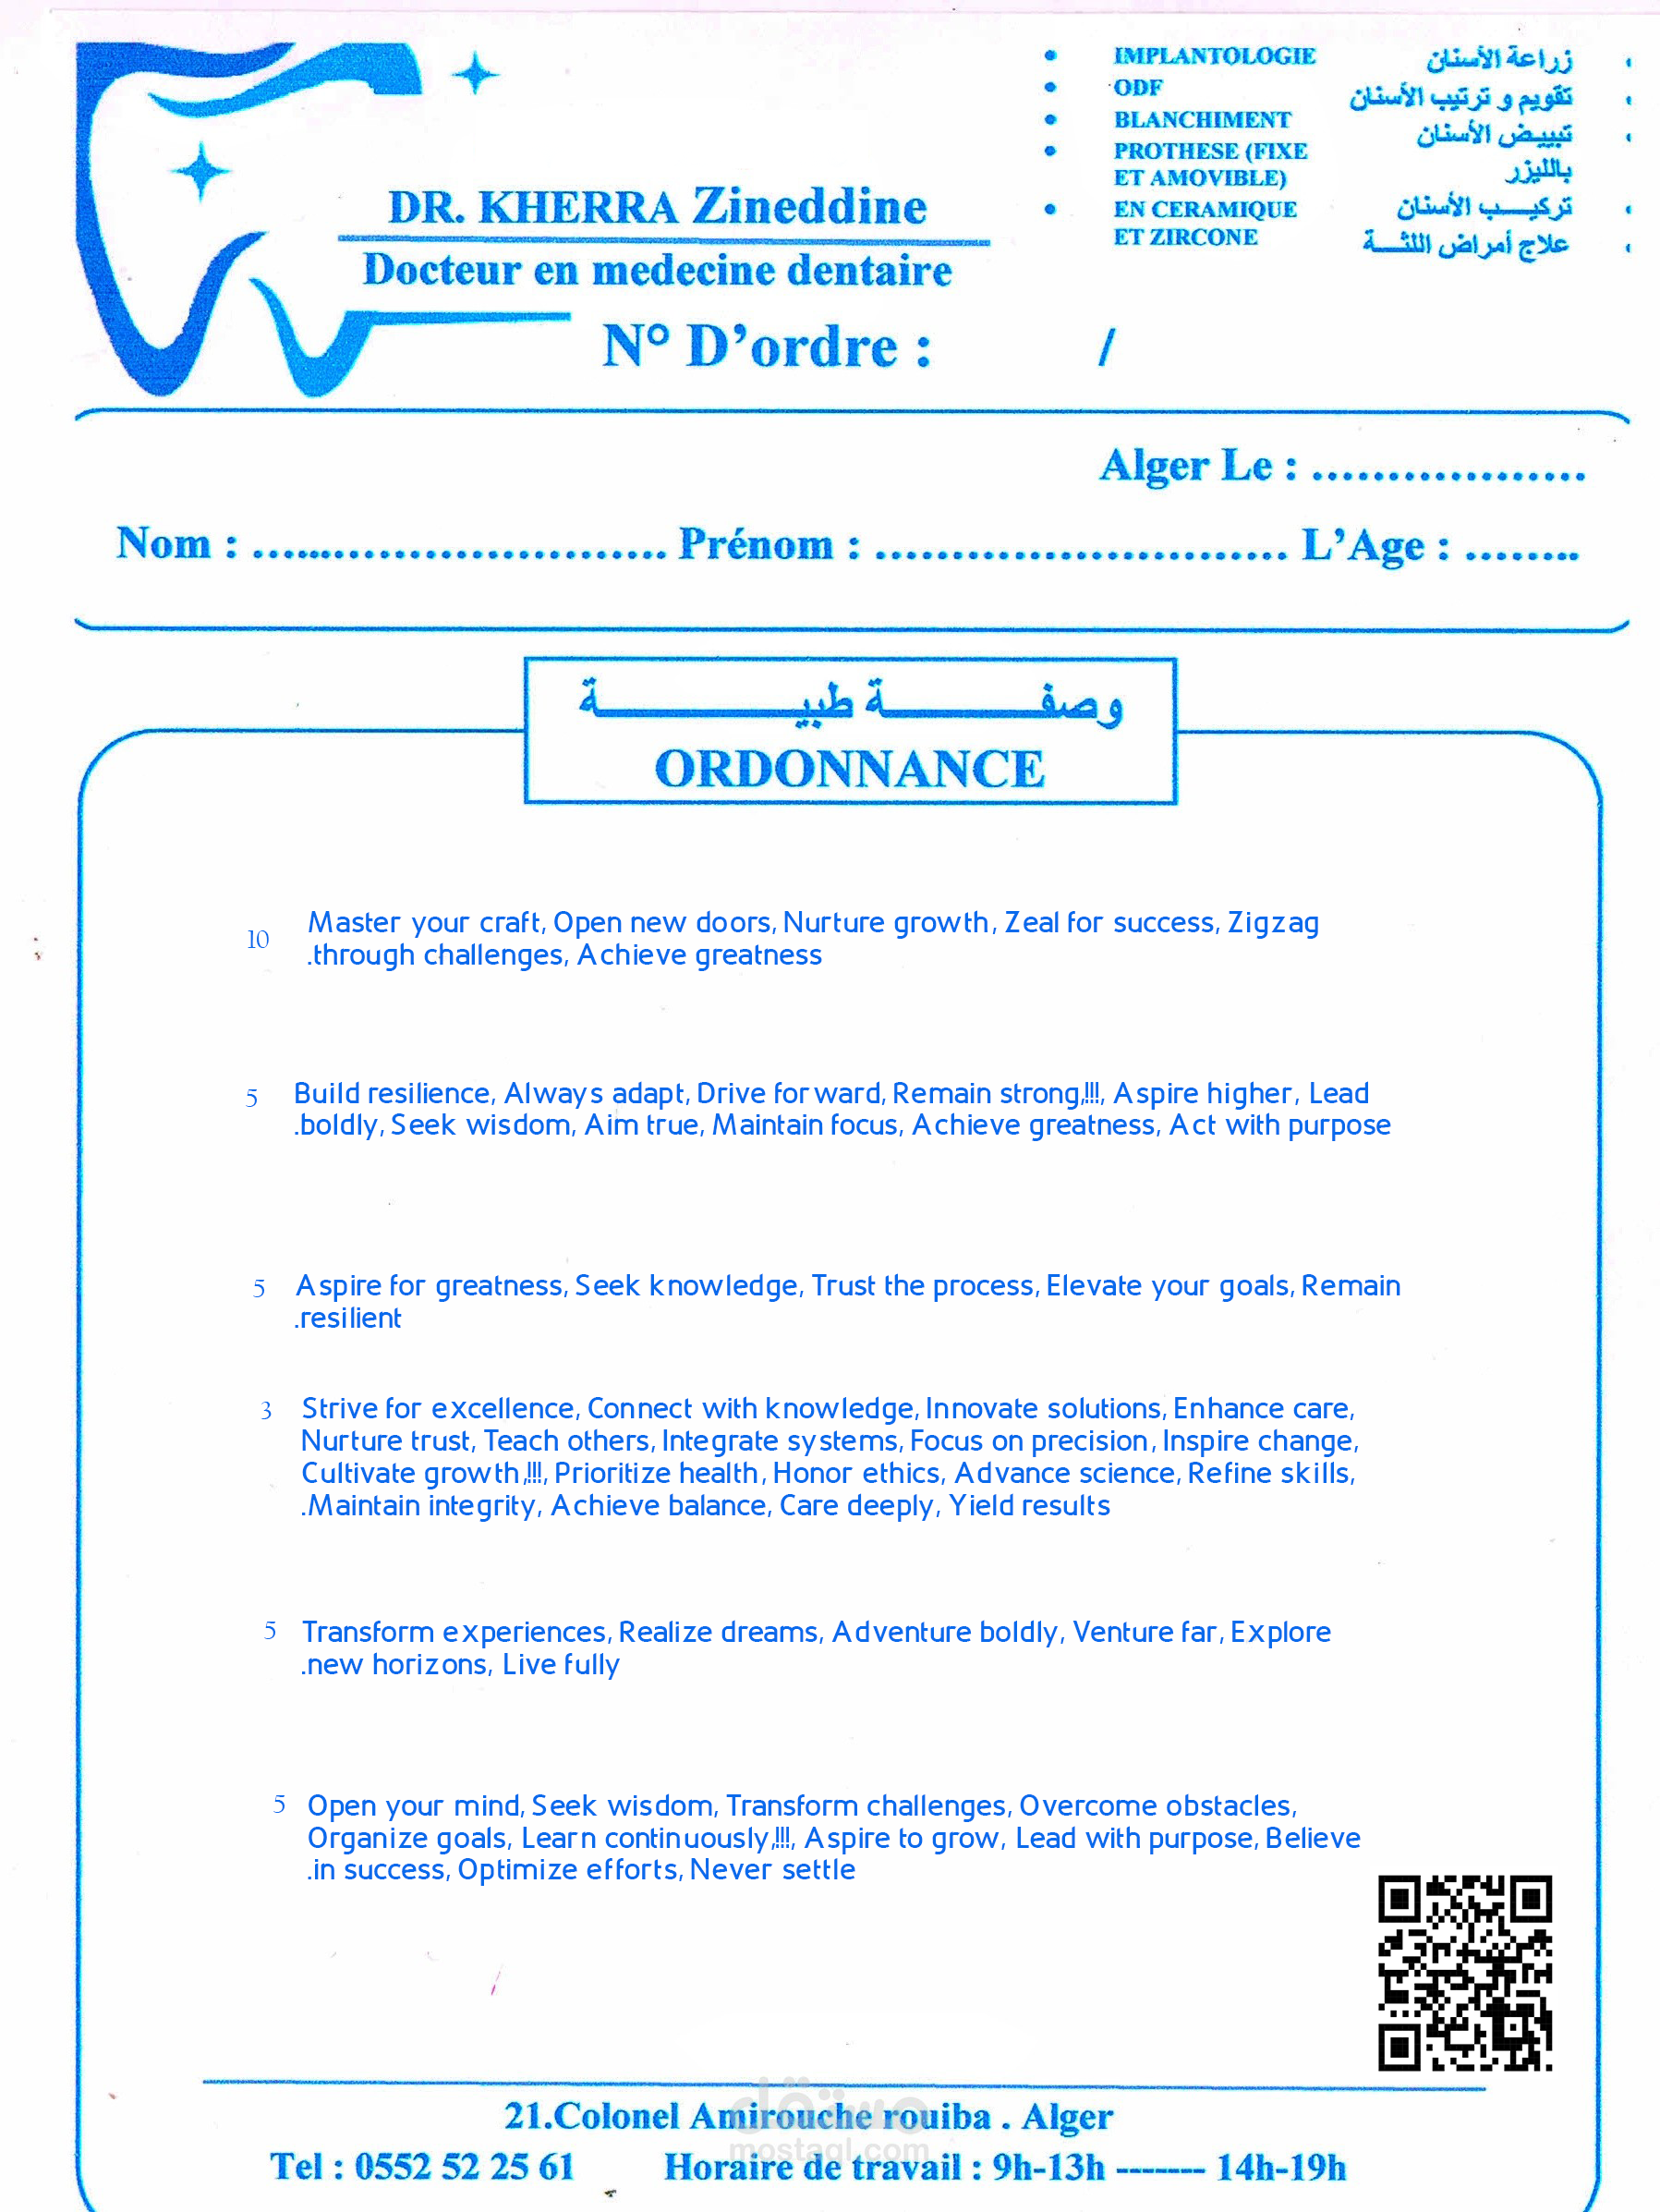 DR. KHERRA Zineddine
Docteur en medecine dentaire
N° D’ordre : /
• IMPLANTOLOGIE
• ODF
• BLANCHIMENT
• PROTHESE (FIXE
ET AMOVIBLE)
• EN CERAMIQUE
ET ZIRCONE
زراعة الأسنان
تقويم و ترتيب الأسنان
تبييض الأسنان
بالليزر
تركيـــب الأسنان
علاج أمراض اللثـــة
Alger Le : ..................
Nom : ........................... Prénom : ........................... L’Age : ........
وصفـــــــــة طبيـــــــــة
ORDONNANCE
10 Master your craft, Open new doors, Nurture growth, Zeal for success, Zigzag
.through challenges, Achieve greatness
5 Build resilience, Always adapt, Drive forward, Remain strong,!!!, Aspire higher, Lead
.boldly, Seek wisdom, Aim true, Maintain focus, Achieve greatness, Act with purpose
5 Aspire for greatness, Seek knowledge, Trust the process, Elevate your goals, Remain
.resilient
3 Strive for excellence, Connect with knowledge, Innovate solutions, Enhance care,
Nurture trust, Teach others, Integrate systems, Focus on precision, Inspire change,
Cultivate growth,!!!, Prioritize health, Honor ethics, Advance science, Refine skills,
.Maintain integrity, Achieve balance, Care deeply, Yield results
5 Transform experiences, Realize dreams, Adventure boldly, Venture far, Explore
.new horizons, Live fully
5 Open your mind, Seek wisdom, Transform challenges, Overcome obstacles,
Organize goals, Learn continuously,!!!, Aspire to grow, Lead with purpose, Believe
.in success, Optimize efforts, Never settle
21.Colonel Amirouche rouiba . Alger
Tel : 0552 52 25 61 Horaire de travail : 9h-13h ------- 14h-19h
مستقل
mostaql.com